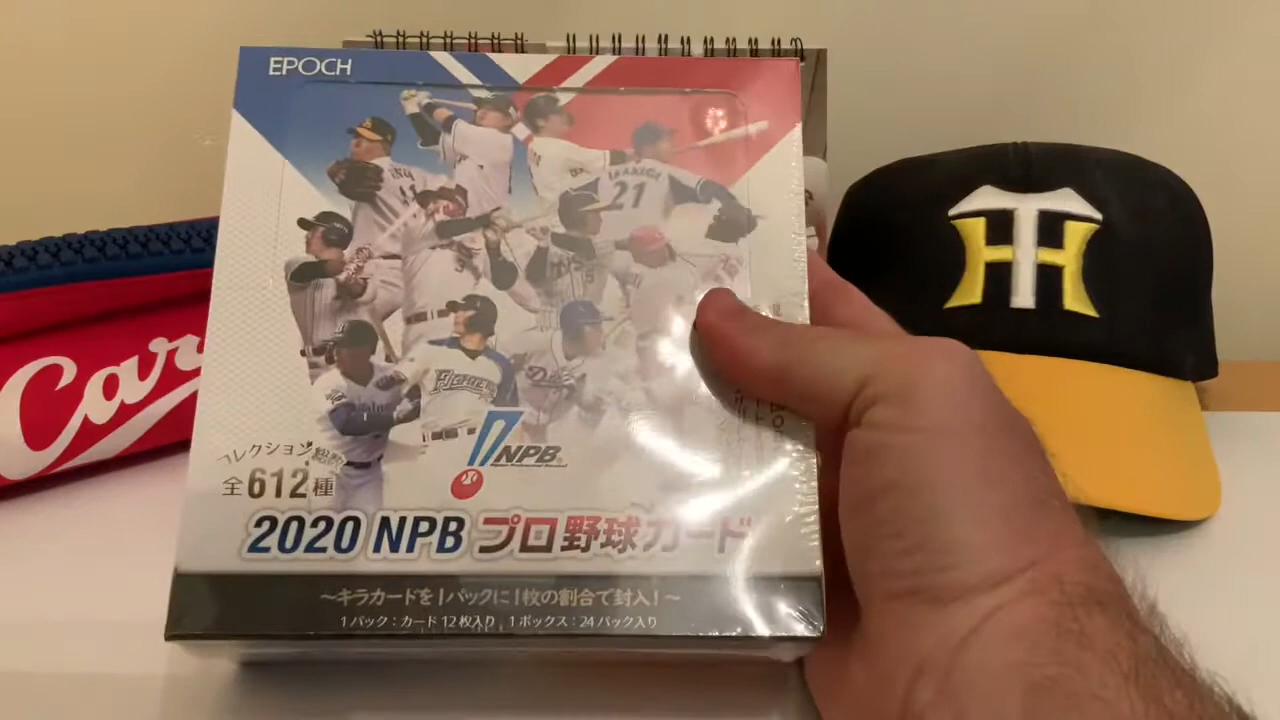 EPOCH
21
Fighters
コレクション総数
全612種
NPB
2020 NPB プロ野球カード
～キラカードを1パックに1枚の割合で封入!～
1パック:カード12枚入り 1ボックス:24パック入り
Car
TH